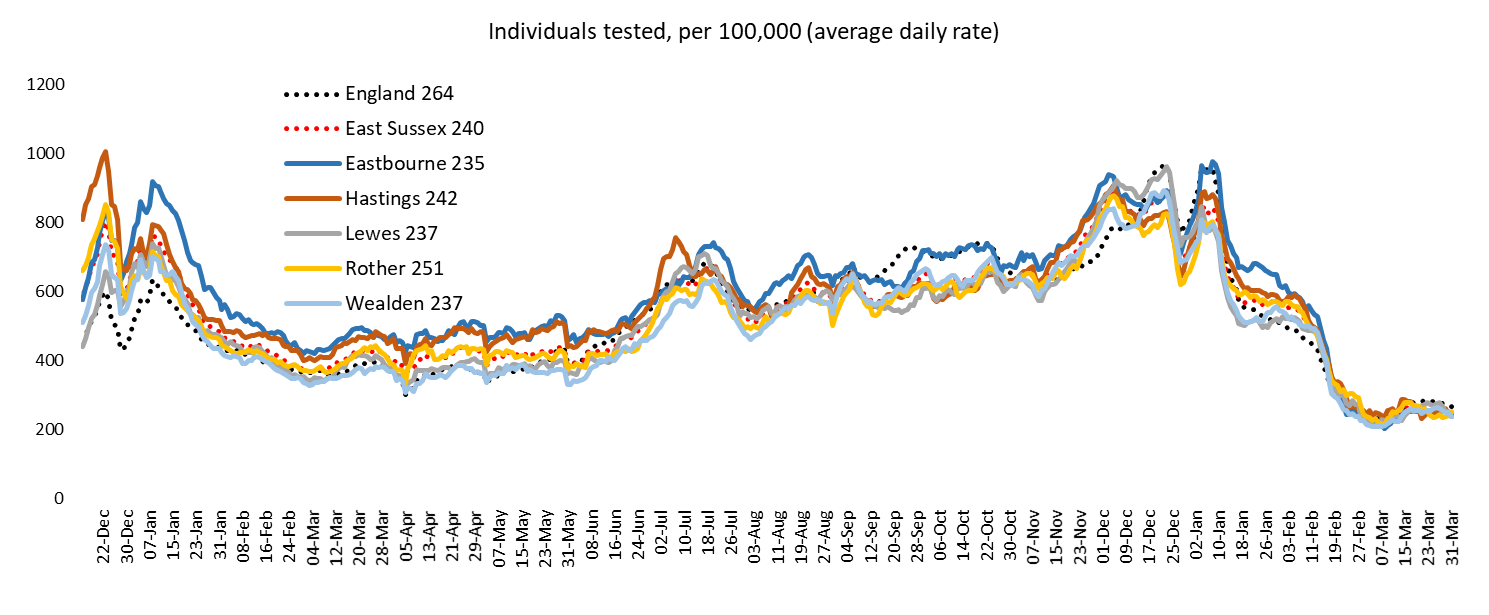 Individuals tested, per 100,000 (average daily rate)
1200
1000
800
600
400
200
0
England 264
East Sussex 240
Eastbourne 235
Hastings 242
Lewes 237
Rother 251
Wealden 237
22-Dec
30-Dec
07-Jan
15-Jan
23-Jan
31-Jan
08-Feb
16-Feb
24-Feb
04-Mar
12-Mar
20-Mar
28-Mar
05-Apr
13-Apr
21-Apr
29-Apr
07-May
15-May
23-May
31-May
08-Jun
16-Jun
24-Jun
02-Jul
10-Jul
18-Jul
26-Jul
03-Aug
11-Aug
19-Aug
27-Aug
04-Sep
12-Sep
20-Sep
28-Sep
06-Oct
14-Oct
22-Oct
30-Oct
07-Nov
15-Nov
23-Nov
01-Dec
09-Dec
17-Dec
25-Dec
02-Jan
10-Jan
18-Jan
26-Jan
03-Feb
11-Feb
19-Feb
27-Feb
07-Mar
15-Mar
23-Mar
31-Mar